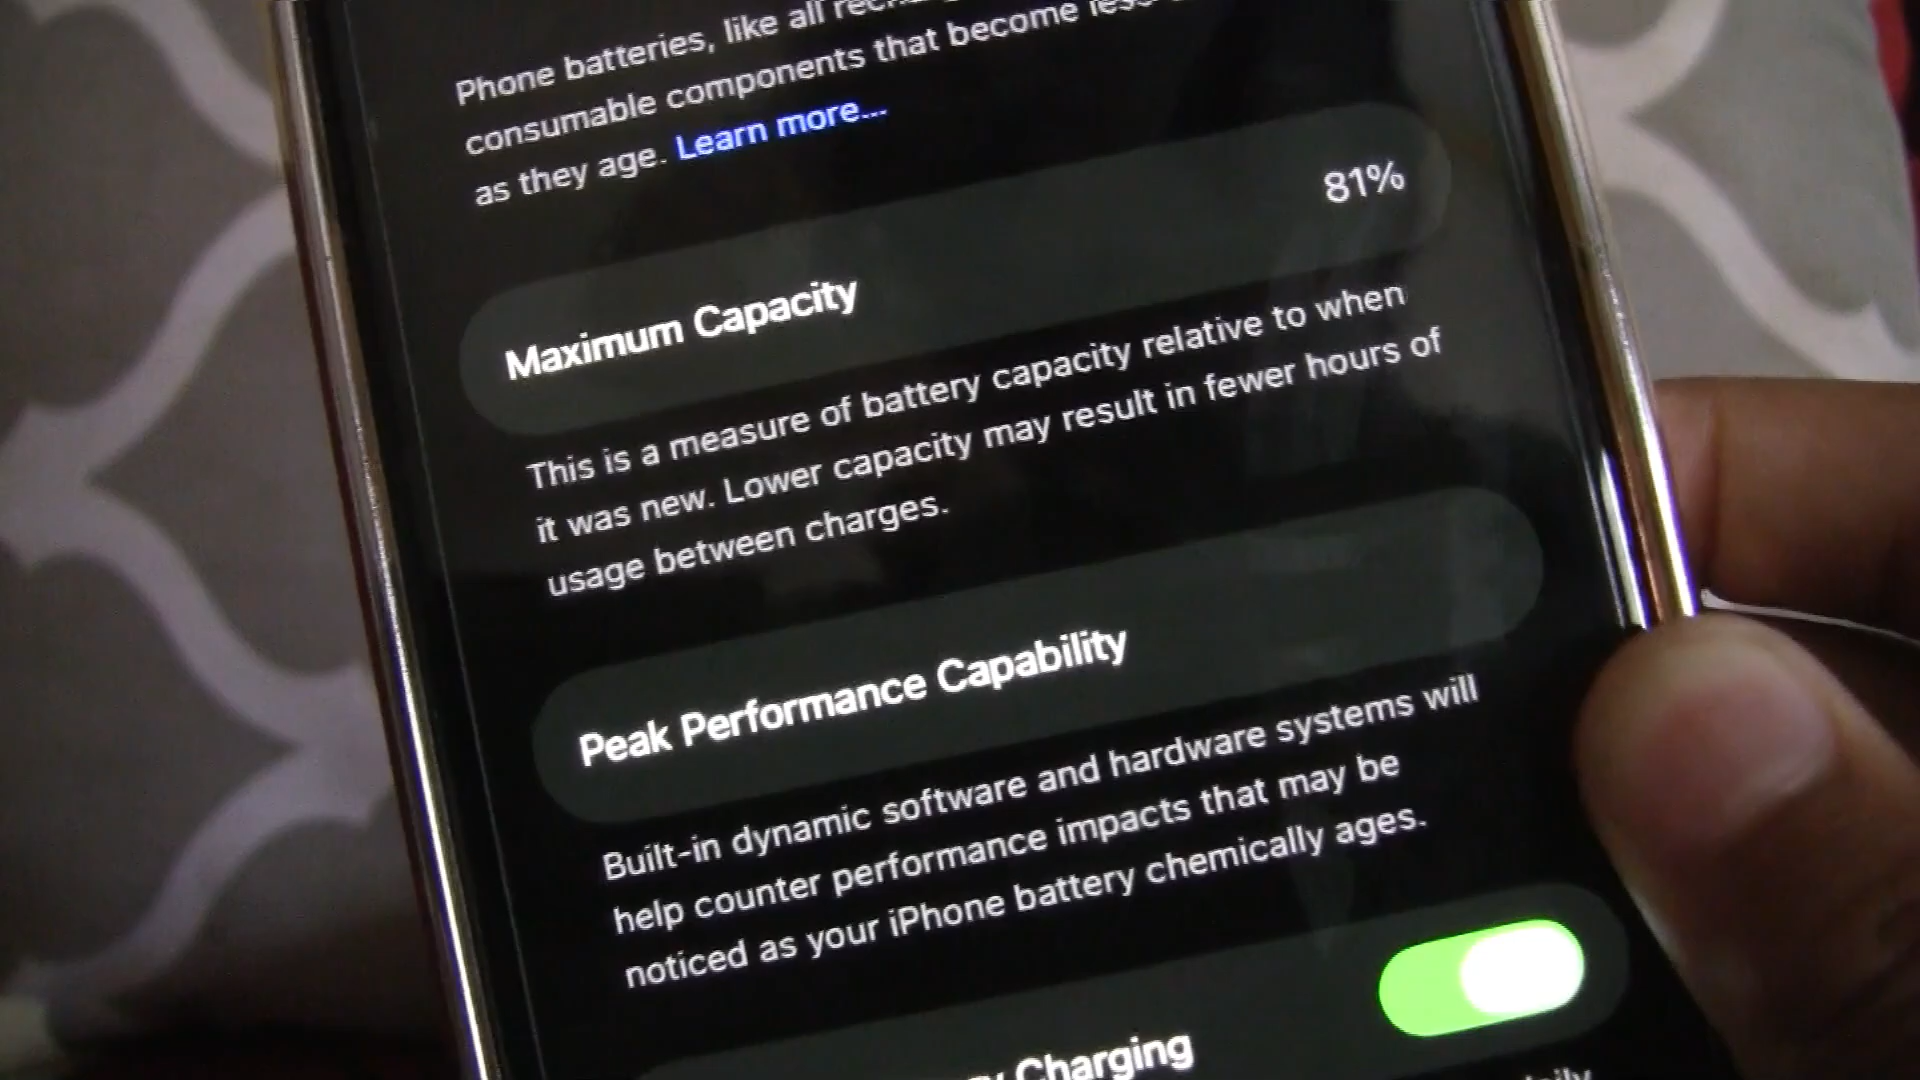 Phone batteries, like all
consumable components that become less
as they age. Learn more...
Maximum Capacity 81%
This is a measure of battery capacity relative to when
it was new. Lower capacity may result in fewer hours of
usage between charges.
Peak Performance Capability
Built-in dynamic software and hardware systems will
help counter performance impacts that may be
noticed as your iPhone battery chemically ages.
Charging